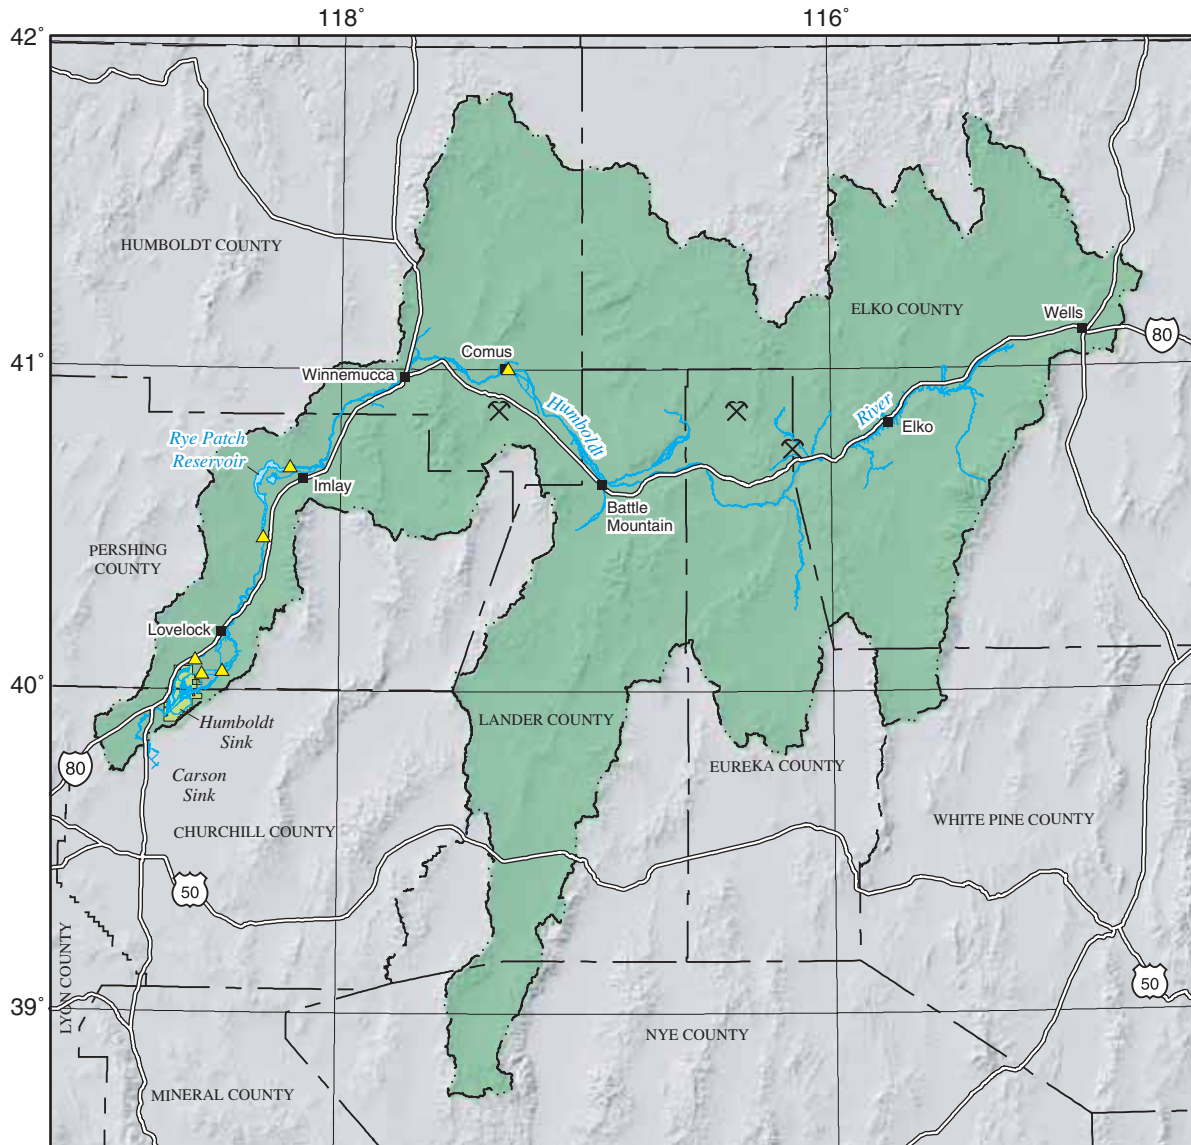 118°
116°
42°
HUMBOLDT COUNTY
ELKO COUNTY
Wells
80
41°
Comus
Winnemucca
Humboldt
River
Elko
Rye Patch
Reservoir
Imlay
Battle
Mountain
PERSHING
COUNTY
Lovelock
40°
Humboldt
Sink
LANDER COUNTY
EUREKA COUNTY
80
Carson
Sink
CHURCHILL COUNTY
WHITE PINE COUNTY
50
LYON COUNTY
50
39°
NYE COUNTY
MINERAL COUNTY